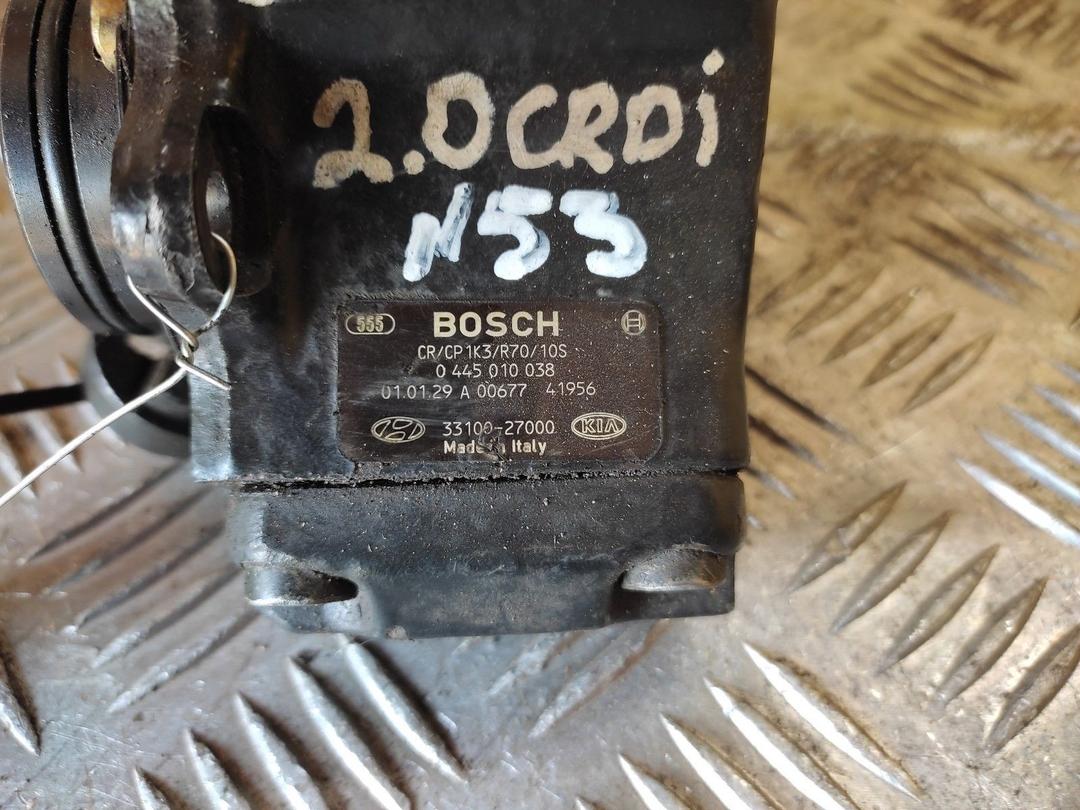 2.0CRDi
N53
555 BOSCH
CR/CP1K3/R70/10S
0 445 010 038
01.01.29 A 00677 41956
33100-27000 KIA
Made in Italy